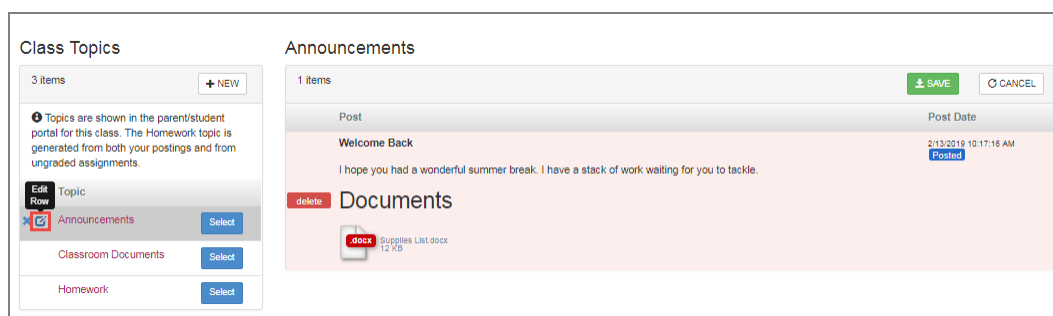 Class Topics
3 items
+ NEW
Topics are shown in the parent/student
portal for this class. The Homework topic is
generated from both your postings and from
ungraded assignments.
Edit
Row
Topic
Announcements
Select
Classroom Documents
Select
Homework
Select
Announcements
1 items
SAVE
CANCEL
Post
Post Date
Welcome Back
2/13/2019 10:17:16 AM
Posted
I hope you had a wonderful summer break. I have a stack of work waiting for you to tackle.
delete
Documents
.docx
Supplies List.docx
12 KB